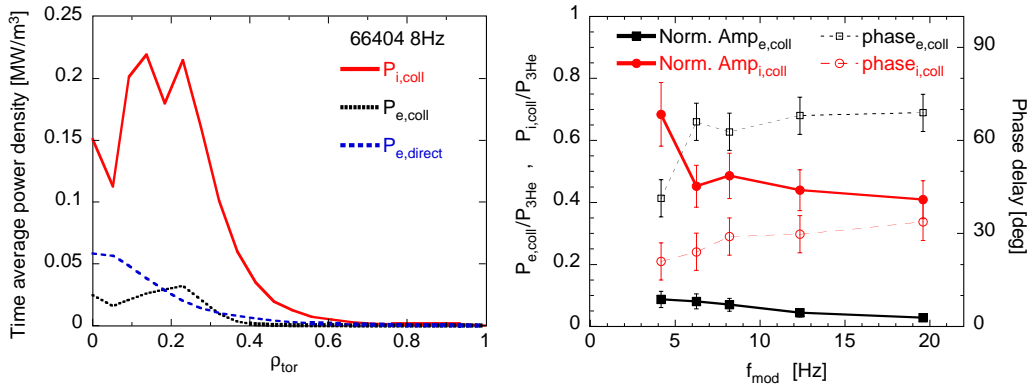 66404 8Hz
P_i,coll
P_e,coll
P_e,direct
Time average power density [MW/m³]
0.25
0.2
0.15
0.1
0.05
0
0 0.2 0.4 0.6 0.8 1
ρ_tor
Norm. Amp_e,coll
Norm. Amp_i,coll
phase_e,coll
phase_i,coll
P_e,coll/P_3He , P_i,coll/P_3He
1
0.8
0.6
0.4
0.2
0
0 5 10 15 20
f_mod [Hz]
90
60
30
0
Phase delay [deg]